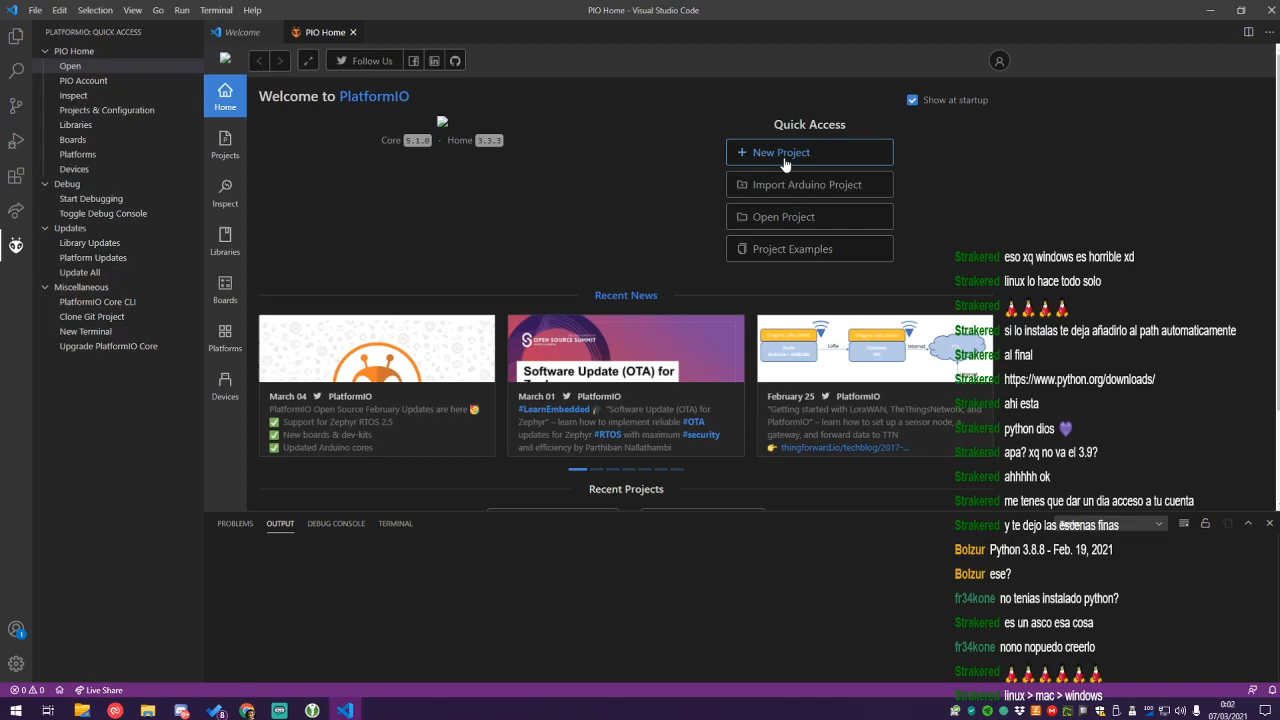 File Edit Selection View Go Run Terminal Help
PIO Home - Visual Studio Code
PLATFORMIO: QUICK ACCESS
PIO Home
Open
PIO Account
Inspect
Projects & Configuration
Libraries
Boards
Platforms
Devices
Debug
Start Debugging
Toggle Debug Console
Updates
Library Updates
Platform Updates
Update All
Miscellaneous
PlatformIO Core CLI
Clone Git Project
New Terminal
Upgrade PlatformIO Core
Welcome
PIO Home
Follow Us
Home
Projects
Inspect
Libraries
Boards
Platforms
Devices
Welcome to PlatformIO
Show at startup
Core 5.1.0 · Home 3.3.3
Quick Access
New Project
Import Arduino Project
Open Project
Project Examples
Recent News
March 04 PlatformIO
PlatformIO Open Source February Updates are here
Support for Zephyr RTOS 2.5
New boards & dev-kits
Updated Arduino cores
OPEN SOURCE SUMMIT
Software Update (OTA) for
March 01 PlatformIO
#LearnEmbedded "Software Update (OTA) for
Zephyr" – learn how to implement reliable #OTA
updates for Zephyr #RTOS with maximum #security
and efficiency by Parthiban Nallathambi
LoRa
Internet
February 25 PlatformIO
"Getting started with LoraWAN, TheThingsNetwork, and
PlatformIO" – learn how to set up a sensor node, a
gateway, and forward data to TTN
thingforward.io/techblog/2017-...
Recent Projects
PROBLEMS OUTPUT DEBUG CONSOLE TERMINAL
Strakered eso xq windows es horrible xd
Strakered linux lo hace todo solo
Strakered
Strakered si lo instalas te deja añadirlo al path automaticamente
Strakered al final
Strakered https://www.python.org/downloads/
Strakered ahi esta
Strakered python dios
Strakered apa? xq no va el 3.9?
Strakered ahhhhh ok
Strakered me tenes que dar un dia acceso a tu cuenta
Strakered y te dejo las escenas finas
Bolzur Python 3.8.8 - Feb. 19, 2021
Bolzur ese?
fr34kone no tenias instalado python?
Strakered es un asco esa cosa
fr34kone nono nopuedo creerlo
Strakered
Strakered linux > mac > windows
1
0 0 Live Share
8
100
0:02
07/03/2021